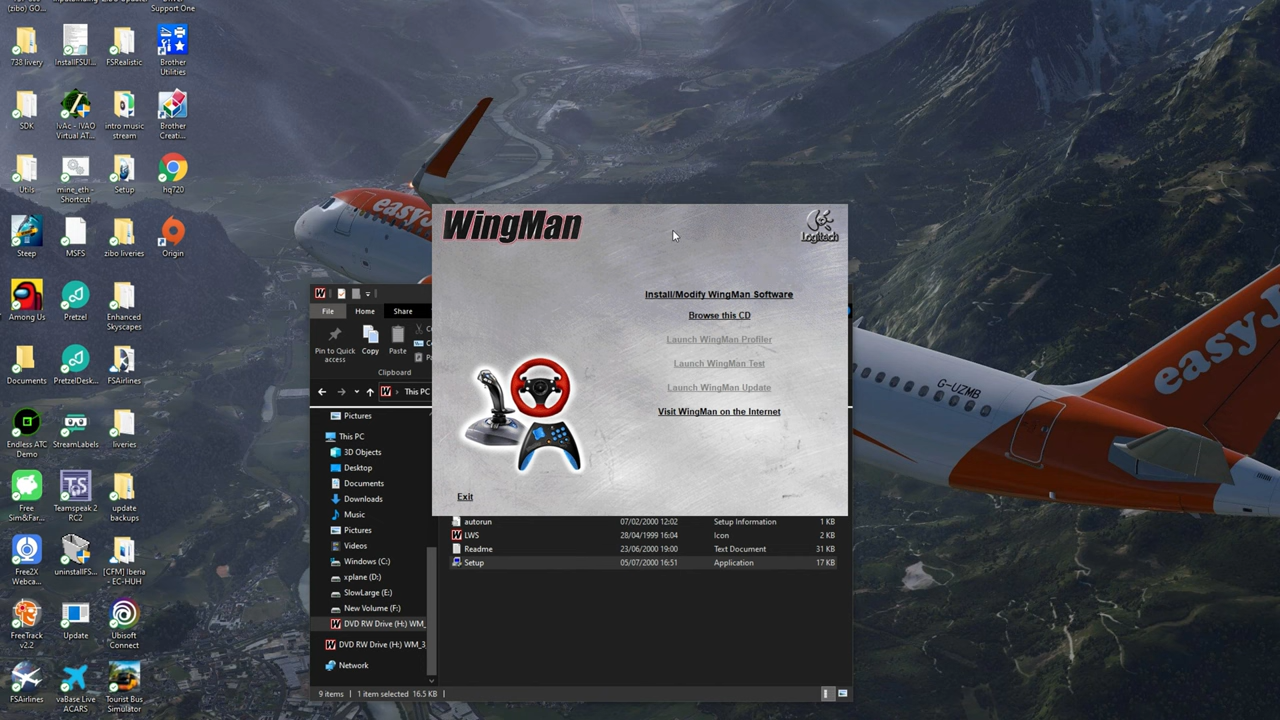 (zibo) GO...
Support One
738 livery
InstallFSUI...
FSRealistic
Brother
Utilities
SDK
IvAc - IVAO
Virtual AT...
intro music
stream
Brother
Creati...
Utils
mine_eth -
Shortcut
Setup
hq720
Steep
MSFS
zibo liveries
Origin
Among Us
Pretzel
Enhanced
Skyscapes
Documents
PretzelDesk...
FSAirlines
Endless ATC
Demo
StreamLabels
liveries
Free
Sim&Far...
Teamspeak 2
RC2
update
backups
Free2X
Webca...
uninstallFS...
[CFM] Iberia
- EC-HUH
FreeTrack
v2.2
Update
Ubisoft
Connect
FSAirlines
vaBase Live
ACARS
Tourist Bus
Simulator
easyJ
easyJ
G-UZMB
WingMan
Logitech
Install/Modify WingMan Software
Browse this CD
Launch WingMan Profiler
Launch WingMan Test
Launch WingMan Update
Visit WingMan on the Internet
Exit
File
Home
Share
Pin to Quick
access
Copy
Paste
Clipboard
This PC
Pictures
This PC
3D Objects
Desktop
Documents
Downloads
Music
Pictures
Videos
Windows (C:)
xplane (D:)
SlowLarge (E:)
New Volume (F:)
DVD RW Drive (H:) WM_
DVD RW Drive (H:) WM_3
Network
autorun 07/02/2000 12:02 Setup Information 1 KB
LWS 28/04/1999 16:04 Icon 2 KB
Readme 23/06/2000 19:00 Text Document 31 KB
Setup 05/07/2000 16:51 Application 17 KB
9 items 1 item selected 16.5 KB